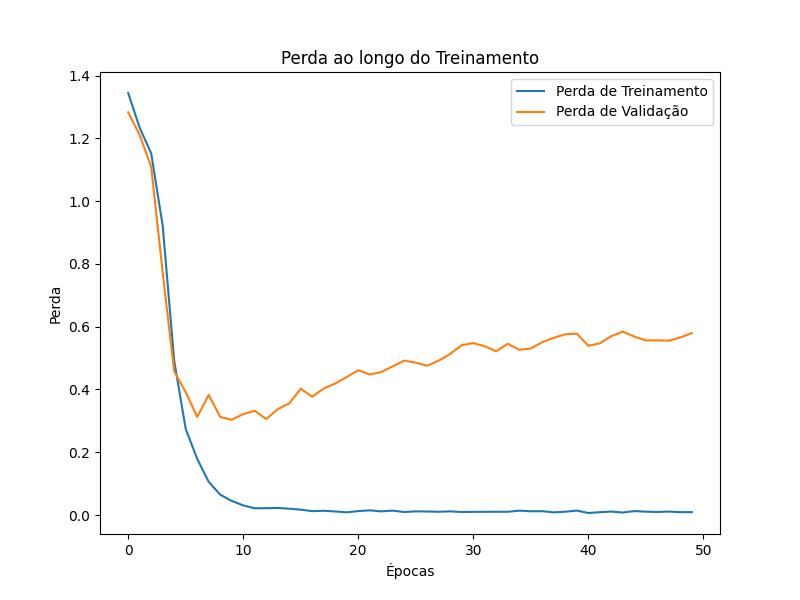 Perda ao longo do Treinamento
Perda de Treinamento
Perda de Validação
1.4
1.2
1.0
0.8
0.6
0.4
0.2
0.0
Perda
0 10 20 30 40 50
Épocas